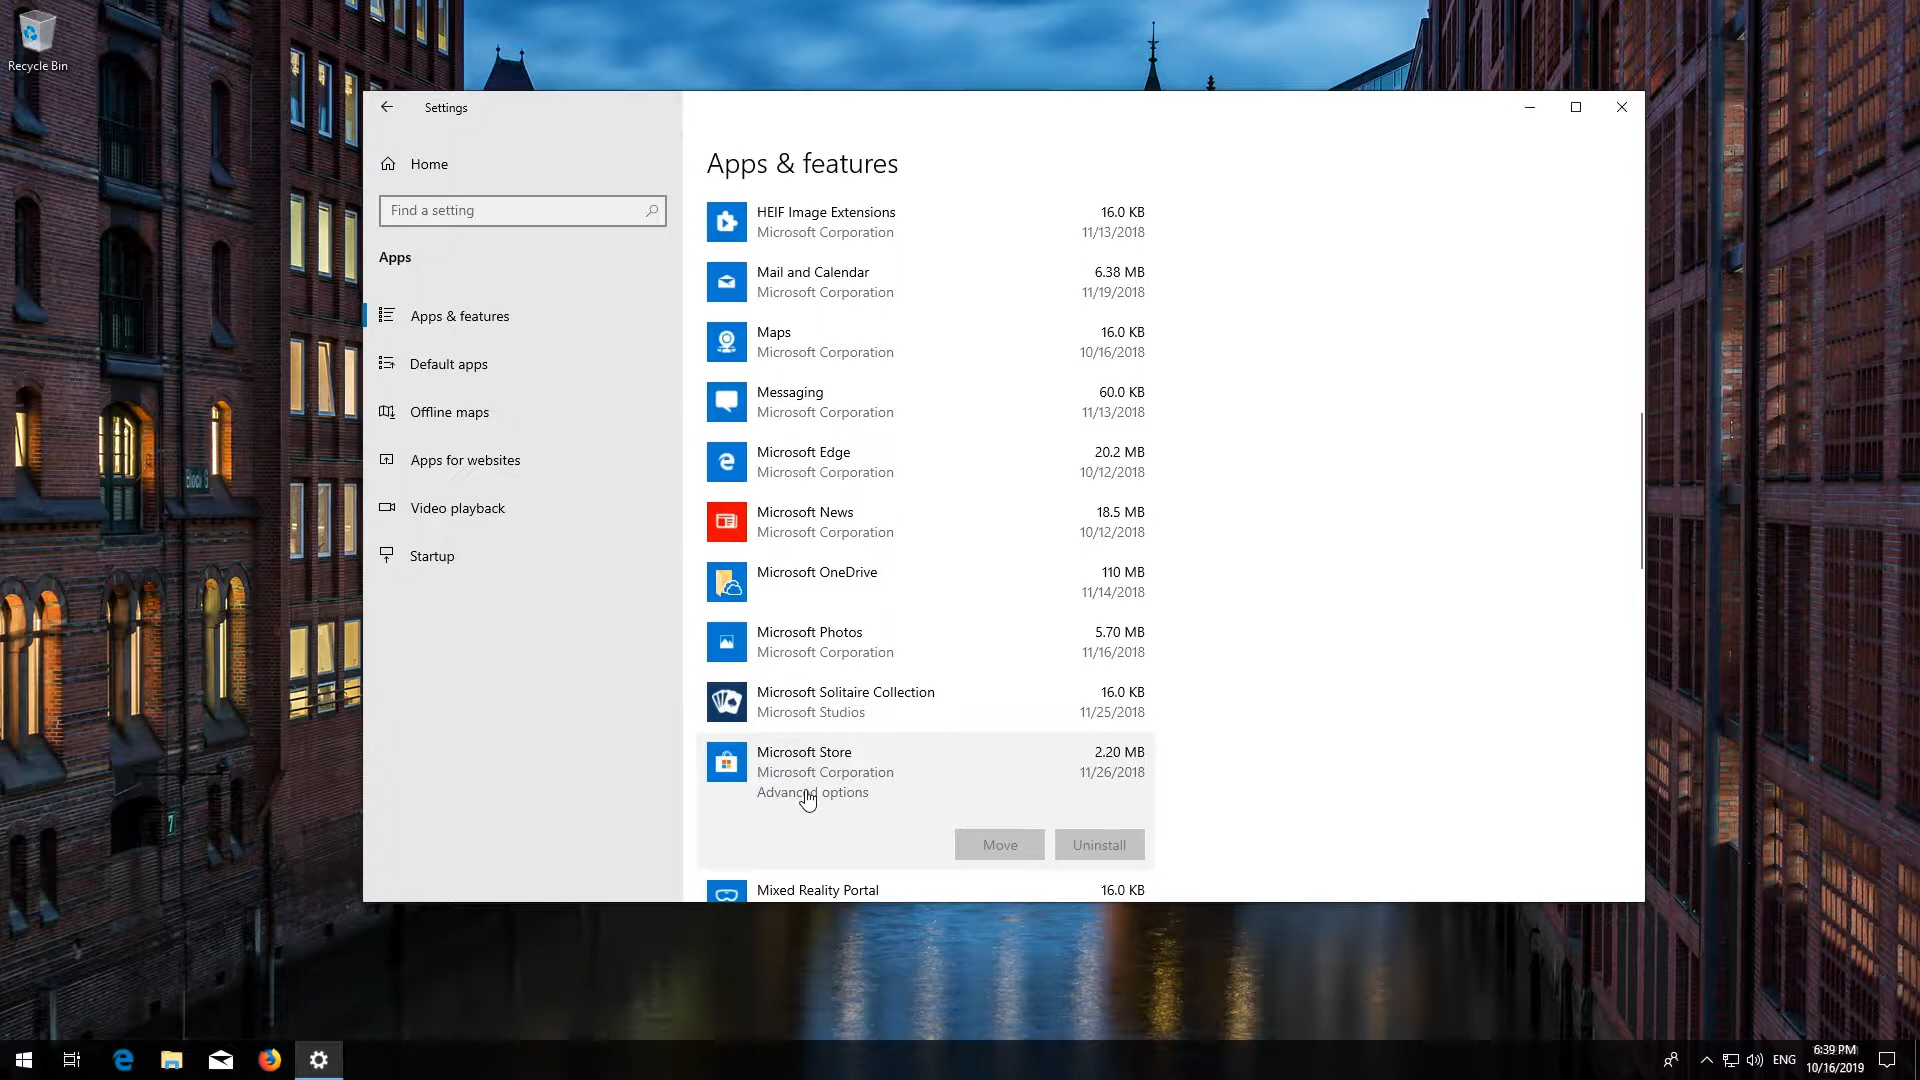 Recycle Bin
Settings
Home
Find a setting
Apps
Apps & features
Default apps
Offline maps
Apps for websites
Video playback
Startup
Apps & features
HEIF Image Extensions 16.0 KB
Microsoft Corporation 11/13/2018
Mail and Calendar 6.38 MB
Microsoft Corporation 11/19/2018
Maps 16.0 KB
Microsoft Corporation 10/16/2018
Messaging 60.0 KB
Microsoft Corporation 11/13/2018
Microsoft Edge 20.2 MB
Microsoft Corporation 10/12/2018
Microsoft News 18.5 MB
Microsoft Corporation 10/12/2018
Microsoft OneDrive 110 MB
11/14/2018
Microsoft Photos 5.70 MB
Microsoft Corporation 11/16/2018
Microsoft Solitaire Collection 16.0 KB
Microsoft Studios 11/25/2018
Microsoft Store 2.20 MB
Microsoft Corporation 11/26/2018
Advanced options
Move Uninstall
Mixed Reality Portal 16.0 KB
Block G
7
ENG
6:39 PM
10/16/2019